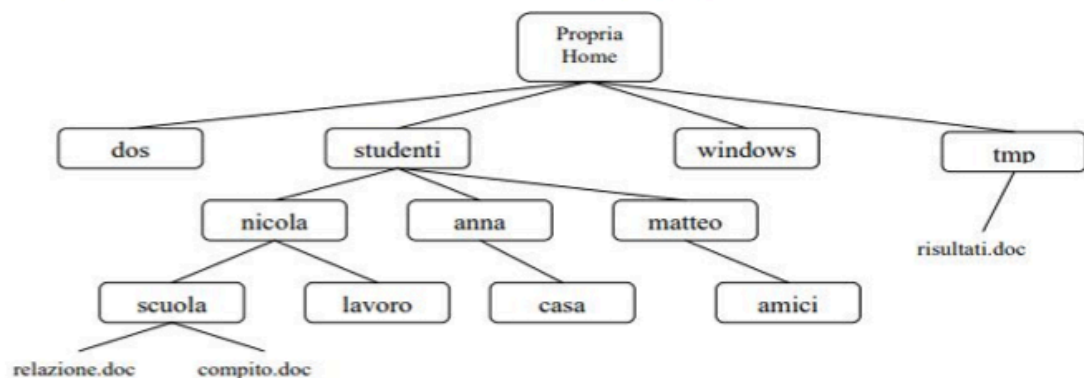 Propria
Home
dos
studenti
windows
tmp
nicola
anna
matteo
risultati.doc
scuola
lavoro
casa
amici
relazione.doc
compito.doc